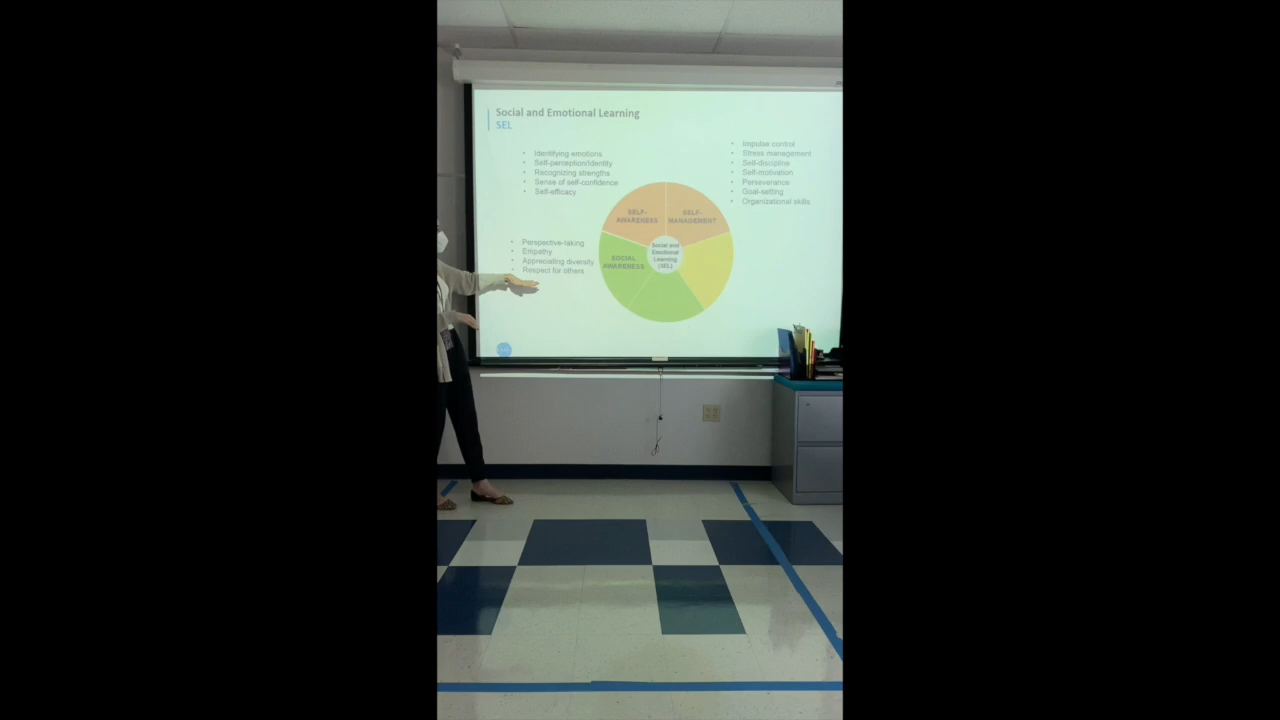 Social and Emotional Learning
SEL
• Identifying emotions
• Self-perception/identity
• Recognizing strengths
• Sense of self-confidence
• Self-efficacy
• Impulse control
• Stress management
• Self-discipline
• Self-motivation
• Perseverance
• Goal-setting
• Organizational skills
SELF-
AWARENESS
SELF-
MANAGEMENT
• Perspective-taking
• Empathy
• Appreciating diversity
• Respect for others
SOCIAL
AWARENESS
Social and
Emotional
Learning
(SEL)